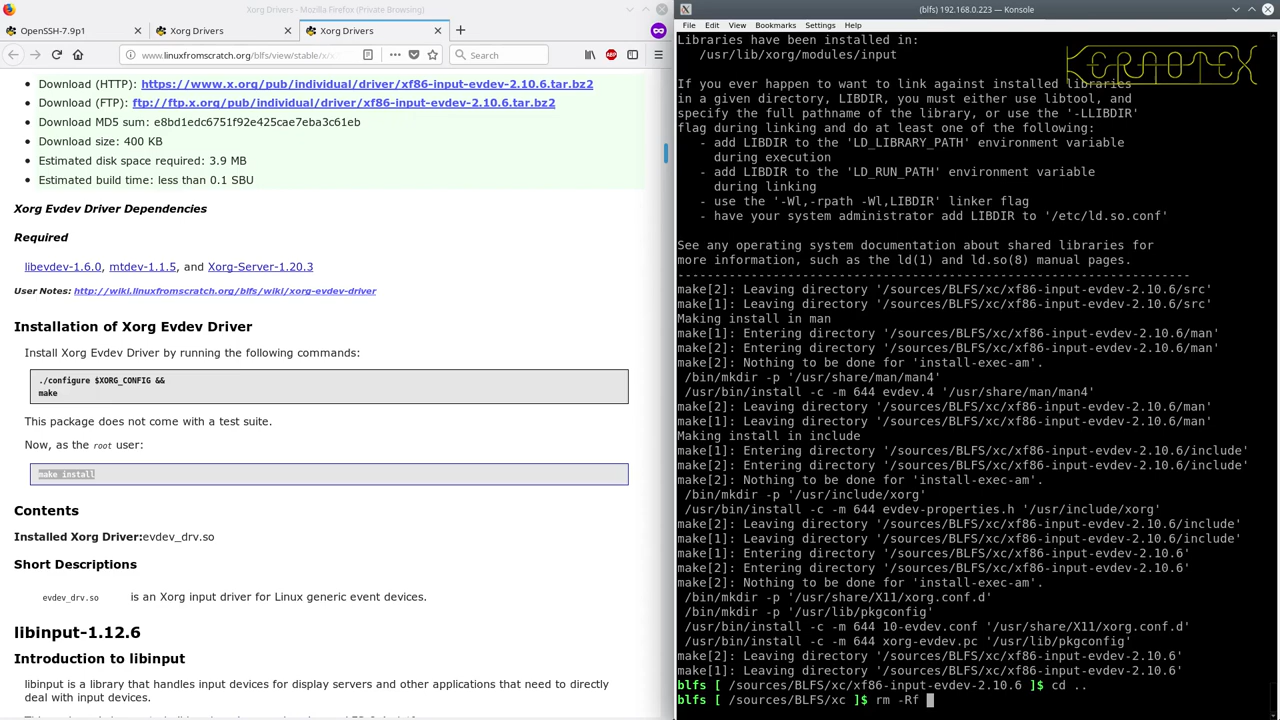 Xorg Drivers - Mozilla Firefox (Private Browsing)
OpenSSH-7.9p1
Xorg Drivers
Xorg Drivers
www.linuxfromscratch.org/blfs/view/stable/x/
Search
Download (HTTP): https://www.x.org/pub/individual/driver/xf86-input-evdev-2.10.6.tar.bz2
Download (FTP): ftp://ftp.x.org/pub/individual/driver/xf86-input-evdev-2.10.6.tar.bz2
Download MD5 sum: e8bd1edc6751f92e425cae7eba3c61eb
Download size: 400 KB
Estimated disk space required: 3.9 MB
Estimated build time: less than 0.1 SBU
Xorg Evdev Driver Dependencies
Required
libevdev-1.6.0, mtdev-1.1.5, and Xorg-Server-1.20.3
User Notes: http://wiki.linuxfromscratch.org/blfs/wiki/xorg-evdev-driver
Installation of Xorg Evdev Driver
Install Xorg Evdev Driver by running the following commands:
./configure $XORG_CONFIG &&
make
This package does not come with a test suite.
Now, as the root user:
make install
Contents
Installed Xorg Driver:evdev_drv.so
Short Descriptions
evdev_drv.so is an Xorg input driver for Linux generic event devices.
libinput-1.12.6
Introduction to libinput
libinput is a library that handles input devices for display servers and other applications that need to directly
deal with input devices.
(blfs) 192.168.0.223 — Konsole
File Edit View Bookmarks Settings Help
KERNOTEX
Libraries have been installed in:
/usr/lib/xorg/modules/input
If you ever happen to want to link against installed libraries
in a given directory, LIBDIR, you must either use libtool, and
specify the full pathname of the library, or use the '-LLIBDIR'
flag during linking and do at least one of the following:
- add LIBDIR to the 'LD_LIBRARY_PATH' environment variable
during execution
- add LIBDIR to the 'LD_RUN_PATH' environment variable
during linking
- use the '-Wl,-rpath -Wl,LIBDIR' linker flag
- have your system administrator add LIBDIR to '/etc/ld.so.conf'
See any operating system documentation about shared libraries for
more information, such as the ld(1) and ld.so(8) manual pages.
----------------------------------------------------------------------
make[2]: Leaving directory '/sources/BLFS/xc/xf86-input-evdev-2.10.6/src'
make[1]: Leaving directory '/sources/BLFS/xc/xf86-input-evdev-2.10.6/src'
Making install in man
make[1]: Entering directory '/sources/BLFS/xc/xf86-input-evdev-2.10.6/man'
make[2]: Entering directory '/sources/BLFS/xc/xf86-input-evdev-2.10.6/man'
make[2]: Nothing to be done for 'install-exec-am'.
/bin/mkdir -p '/usr/share/man/man4'
/usr/bin/install -c -m 644 evdev.4 '/usr/share/man/man4'
make[2]: Leaving directory '/sources/BLFS/xc/xf86-input-evdev-2.10.6/man'
make[1]: Leaving directory '/sources/BLFS/xc/xf86-input-evdev-2.10.6/man'
Making install in include
make[1]: Entering directory '/sources/BLFS/xc/xf86-input-evdev-2.10.6/include'
make[2]: Entering directory '/sources/BLFS/xc/xf86-input-evdev-2.10.6/include'
make[2]: Nothing to be done for 'install-exec-am'.
/bin/mkdir -p '/usr/include/xorg'
/usr/bin/install -c -m 644 evdev-properties.h '/usr/include/xorg'
make[2]: Leaving directory '/sources/BLFS/xc/xf86-input-evdev-2.10.6/include'
make[1]: Leaving directory '/sources/BLFS/xc/xf86-input-evdev-2.10.6/include'
make[1]: Entering directory '/sources/BLFS/xc/xf86-input-evdev-2.10.6'
make[2]: Entering directory '/sources/BLFS/xc/xf86-input-evdev-2.10.6'
make[2]: Nothing to be done for 'install-exec-am'.
/bin/mkdir -p '/usr/share/X11/xorg.conf.d'
/bin/mkdir -p '/usr/lib/pkgconfig'
/usr/bin/install -c -m 644 10-evdev.conf '/usr/share/X11/xorg.conf.d'
/usr/bin/install -c -m 644 xorg-evdev.pc '/usr/lib/pkgconfig'
make[2]: Leaving directory '/sources/BLFS/xc/xf86-input-evdev-2.10.6'
make[1]: Leaving directory '/sources/BLFS/xc/xf86-input-evdev-2.10.6'
blfs [ /sources/BLFS/xc/xf86-input-evdev-2.10.6 ]$ cd ..
blfs [ /sources/BLFS/xc ]$ rm -Rf